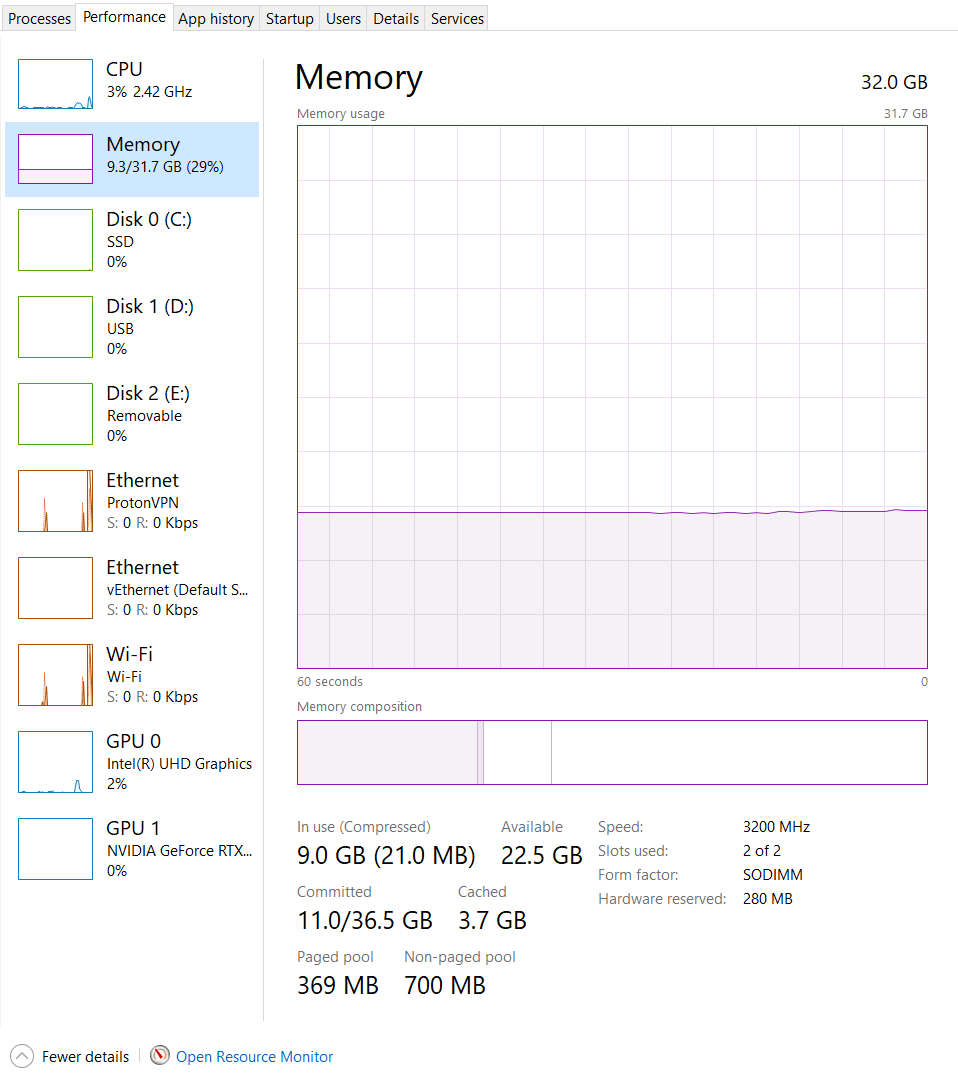 Processes Performance App history Startup Users Details Services
CPU
3% 2.42 GHz
Memory
9.3/31.7 GB (29%)
Disk 0 (C:)
SSD
0%
Disk 1 (D:)
USB
0%
Disk 2 (E:)
Removable
0%
Ethernet
ProtonVPN
S: 0 R: 0 Kbps
Ethernet
vEthernet (Default S...
S: 0 R: 0 Kbps
Wi-Fi
Wi-Fi
S: 0 R: 0 Kbps
GPU 0
Intel(R) UHD Graphics
2%
GPU 1
NVIDIA GeForce RTX...
0%
Memory 32.0 GB
Memory usage 31.7 GB
60 seconds 0
Memory composition
In use (Compressed) Available
9.0 GB (21.0 MB) 22.5 GB
Committed Cached
11.0/36.5 GB 3.7 GB
Paged pool Non-paged pool
369 MB 700 MB
Speed: 3200 MHz
Slots used: 2 of 2
Form factor: SODIMM
Hardware reserved: 280 MB
Fewer details Open Resource Monitor